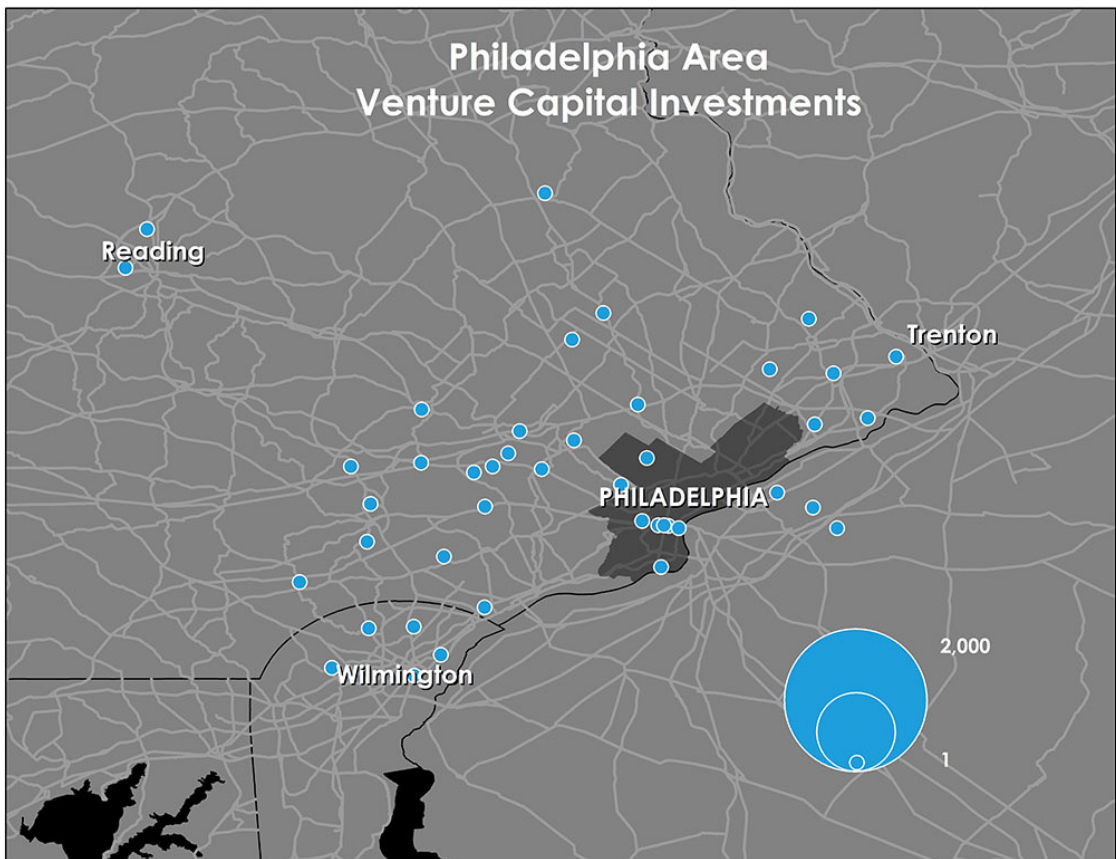 Philadelphia Area
Venture Capital Investments
Reading
Trenton
PHILADELPHIA
Wilmington
2,000
1